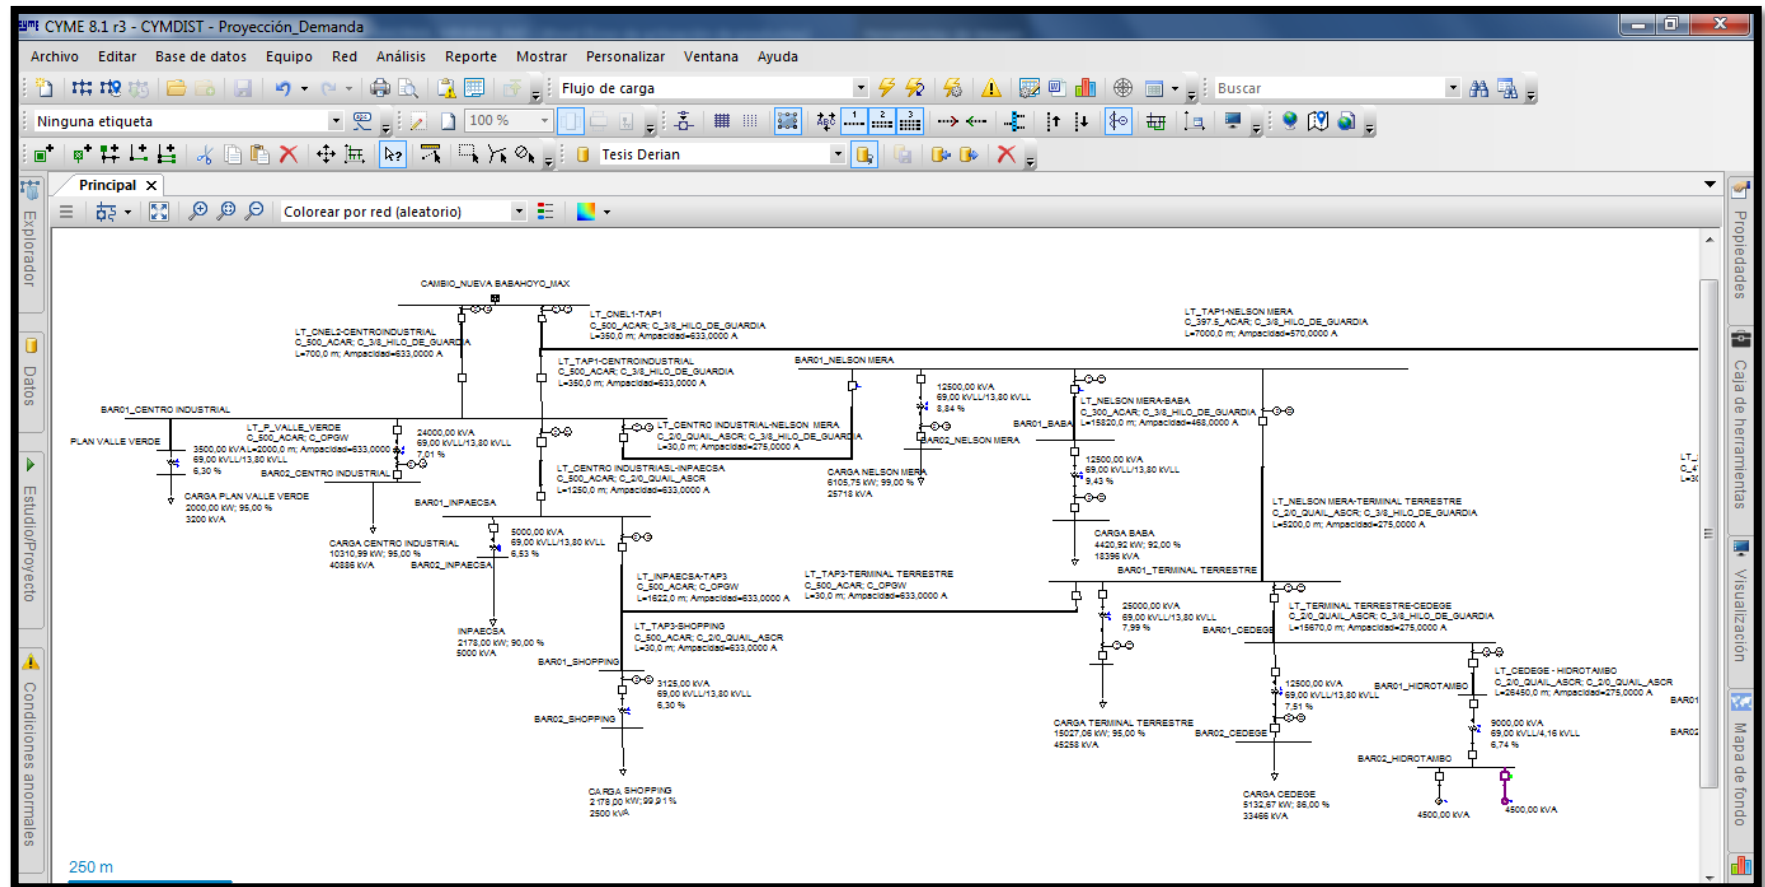 CYME 8.1 r3 - CYMDIST - Proyección_Demanda
Archivo Editar Base de datos Equipo Red Análisis Reporte Mostrar Personalizar Ventana Ayuda
Flujo de carga
Buscar
Ninguna etiqueta
100 %
Tesis Derian
Principal
Colorear por red (aleatorio)
Explorador
Datos
Estudio/Proyecto
Condiciones anormales
Propiedades
Caja de herramientas
Visualización
Mapa de fondo
CAMBIO_NUEVA BABAHOYO_MAX
LT_CNEL2-CENTROINDUSTRIAL
C_500_ACAR; C_3/8_HILO_DE_GUARDIA
L=700,0 m; Ampacidad=633,0000 A
LT_CNEL1-TAP1
C_500_ACAR; C_3/8_HILO_DE_GUARDIA
L=350,0 m; Ampacidad=633,0000 A
LT_TAP1-NELSON MERA
C_397.5_ACAR; C_3/8_HILO_DE_GUARDIA
L=7000,0 m; Ampacidad=570,0000 A
LT_TAP1-CENTROINDUSTRIAL
C_500_ACAR; C_3/8_HILO_DE_GUARDIA
L=350,0 m; Ampacidad=633,0000 A
BAR01_NELSON MERA
12500,00 kVA
69,00 kVLL/13,80 kVLL
8,84 %
BAR02_NELSON MERA
CARGA NELSON MERA
6105,75 kW; 99,00 %
25718 kVA
LT_NELSON MERA-BABA
C_300_ACAR; C_3/8_HILO_DE_GUARDIA
L=15820,0 m; Ampacidad=468,0000 A
BAR01_BABA
12500,00 kVA
69,00 kVLL/13,80 kVLL
9,43 %
CARGA BABA
4420,92 kW; 92,00 %
18396 kVA
BAR01_CENTRO INDUSTRIAL
PLAN VALLE VERDE
LT_P_VALLE_VERDE
C_500_ACAR; C_OPGW
3500,00 kVA L=2000,0 m; Ampacidad=633,0000 A
69,00 kVLL/13,80 kVLL
6,30 %
CARGA PLAN VALLE VERDE
2000,00 kW; 95,00 %
3200 kVA
24000,00 kVA
69,00 kVLL/13,80 kVLL
7,01 %
BAR02_CENTRO INDUSTRIAL
CARGA CENTRO INDUSTRIAL
10310,99 kW; 95,00 %
40886 kVA
LT_CENTRO INDUSTRIAL-NELSON MERA
C_2/0_QUAIL_ASCR; C_3/8_HILO_DE_GUARDIA
L=30,0 m; Ampacidad=275,0000 A
LT_CENTRO INDUSTRIASL-INPAECSA
C_500_ACAR; C_2/0_QUAIL_ASCR
L=1250,0 m; Ampacidad=633,0000 A
BAR01_INPAECSA
5000,00 kVA
69,00 kVLL/13,80 kVLL
6,53 %
BAR02_INPAECSA
INPAECSA
2178,00 kW; 90,00 %
5000 kVA
LT_INPAECSA-TAP3
C_500_ACAR; C_OPGW
L=1622,0 m; Ampacidad=633,0000 A
LT_TAP3-TERMINAL TERRESTRE
C_500_ACAR; C_OPGW
L=30,0 m; Ampacidad=633,0000 A
LT_TAP3-SHOPPING
C_500_ACAR; C_2/0_QUAIL_ASCR
L=30,0 m; Ampacidad=633,0000 A
BAR01_SHOPPING
3125,00 kVA
69,00 kVLL/13,80 kVLL
6,30 %
BAR02_SHOPPING
CARGA SHOPPING
2178,00 kW; 99,91 %
2500 kVA
LT_NELSON MERA-TERMINAL TERRESTRE
C_2/0_QUAIL_ASCR; C_3/8_HILO_DE_GUARDIA
L=5200,0 m; Ampacidad=275,0000 A
BAR01_TERMINAL TERRESTRE
25000,00 kVA
69,00 kVLL/13,80 kVLL
7,99 %
CARGA TERMINAL TERRESTRE
15027,06 kW; 95,00 %
45258 kVA
LT_TERMINAL TERRESTRE-CEDEGE
C_2/0_QUAIL_ASCR; C_3/8_HILO_DE_GUARDIA
L=15670,0 m; Ampacidad=275,0000 A
BAR01_CEDEGE
12500,00 kVA
69,00 kVLL/13,80 kVLL
7,51 %
BAR02_CEDEGE
CARGA CEDEGE
5132,67 kW; 86,00 %
33466 kVA
LT_CEDEGE - HIDROTAMBO
C_2/0_QUAIL_ASCR; C_2/0_QUAIL_ASCR
L=26450,0 m; Ampacidad=275,0000 A
BAR01_HIDROTAMBO
9000,00 kVA
69,00 kVLL/4,16 kVLL
6,74 %
BAR02_HIDROTAMBO
4500,00 kVA
4500,00 kVA
BAR01
BAR02
250 m